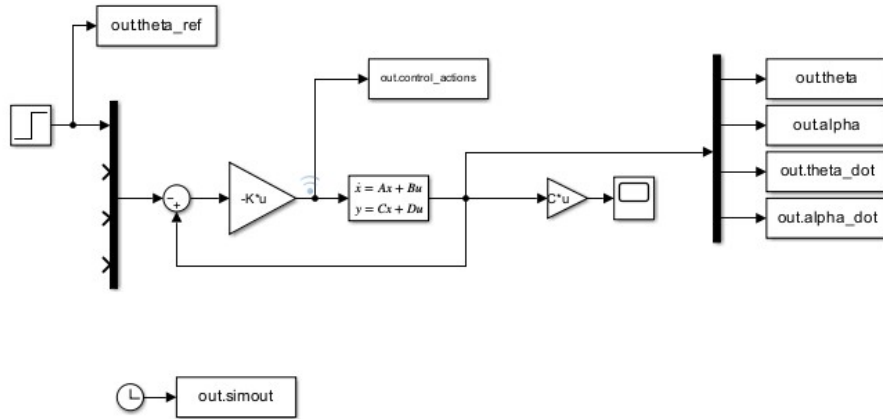 out.theta_ref
out.control_actions
out.theta
out.alpha
out.theta_dot
out.alpha_dot
-K*u
ẋ = Ax + Bu
y = Cx + Du
C*u
− +
out.simout